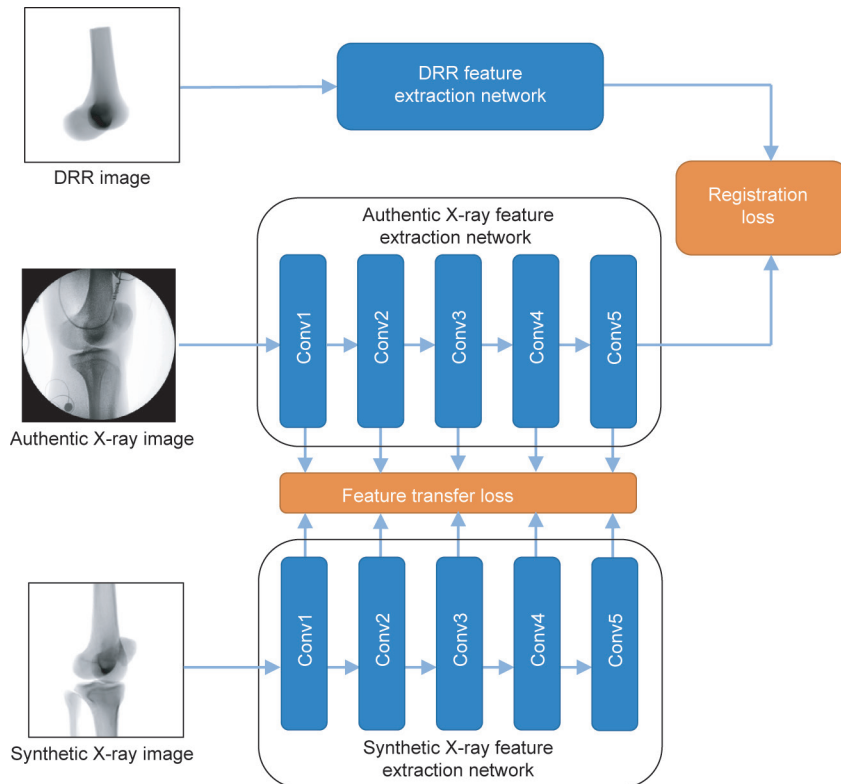 DRR feature
extraction network
DRR image
Registration
loss
Authentic X-ray feature
extraction network
Conv1
Conv2
Conv3
Conv4
Conv5
Authentic X-ray image
Feature transfer loss
Conv1
Conv2
Conv3
Conv4
Conv5
Synthetic X-ray image
Synthetic X-ray feature
extraction network